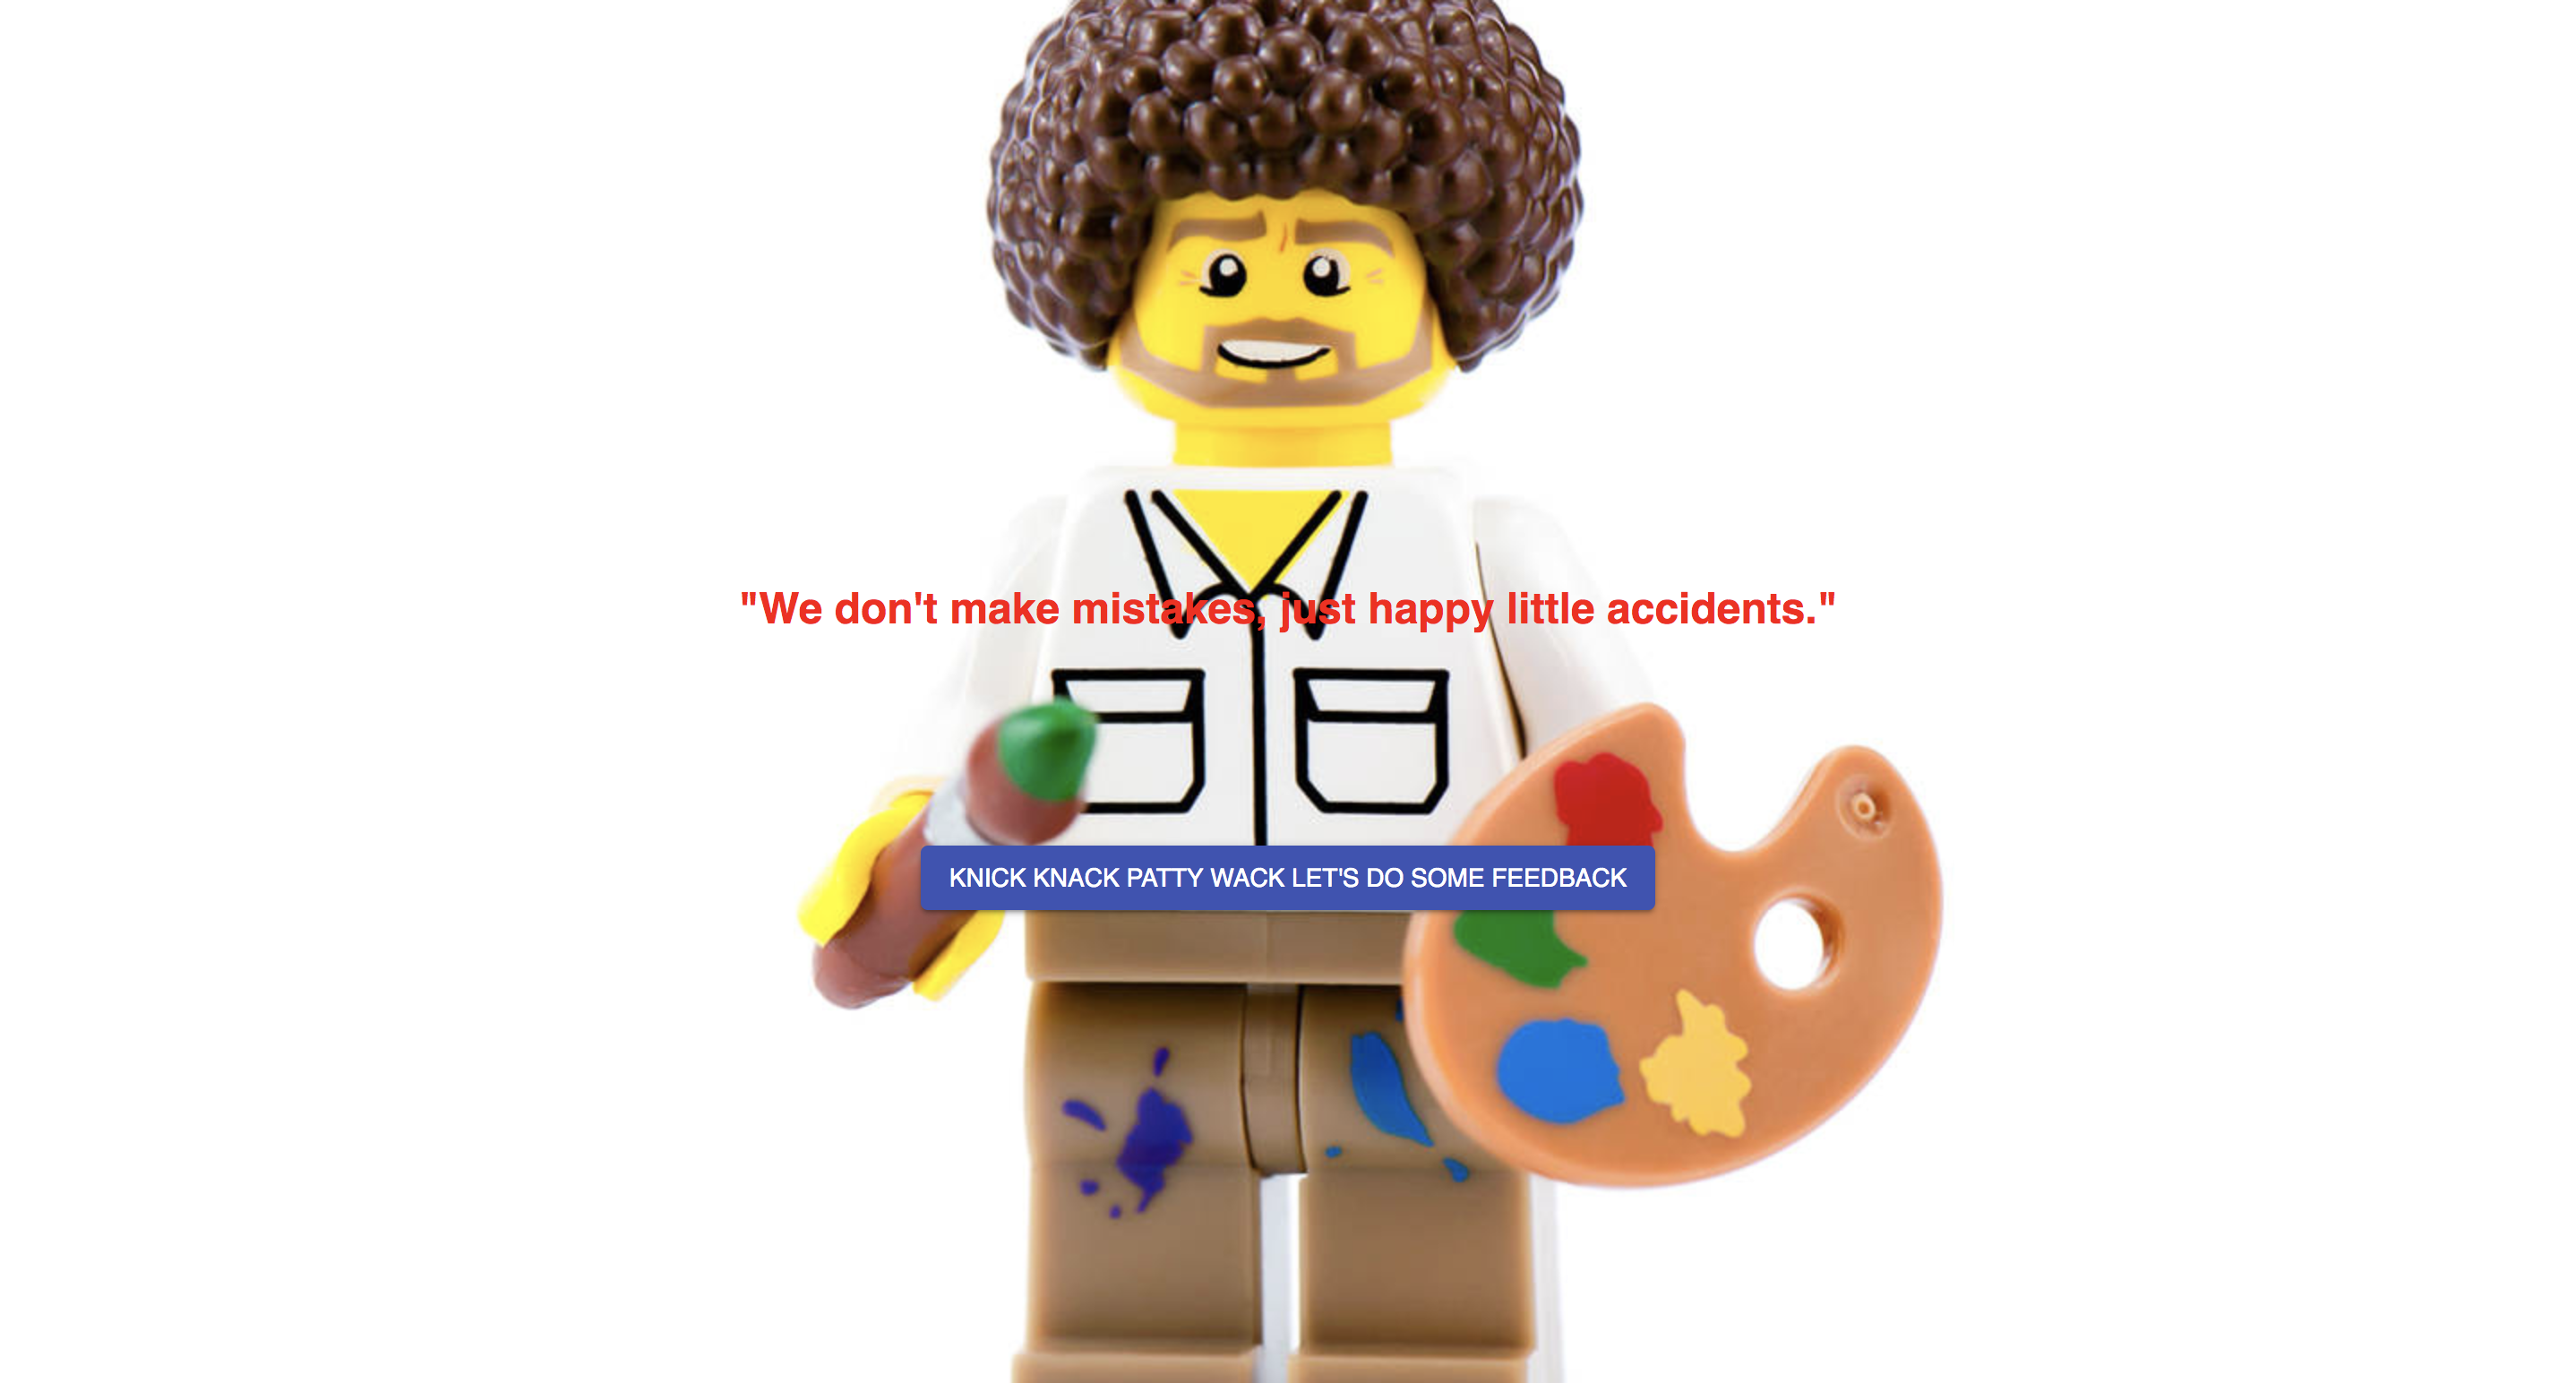 "We don't make mistakes, just happy little accidents."
KNICK KNACK PATTY WACK LET'S DO SOME FEEDBACK